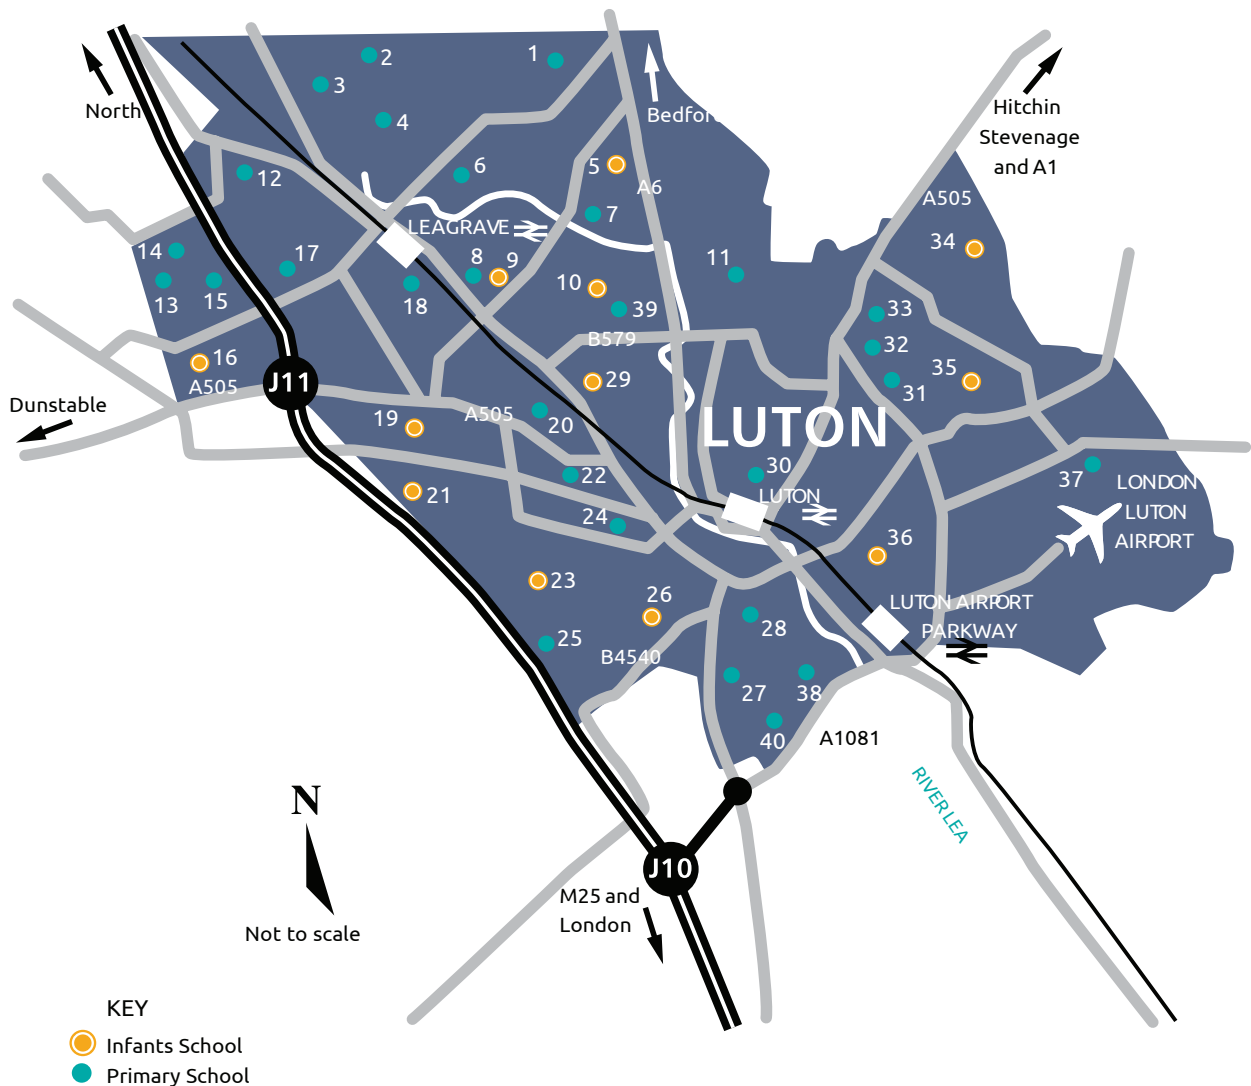 1
2
3
North
4
Bedford
Hitchin
Stevenage
and A1
12
6
5
A6
A505
7
34
LEAGRAVE
14
17
8
9
11
13
15
18
10
39
33
B579
32
16
A505
J11
29
35
31
Dunstable
19
A505
20
LUTON
22
30
37
LONDON
LUTON
AIRPORT
21
LUTON
24
36
23
26
LUTON AIRPORT
PARKWAY
28
25
B4540
27
38
40
A1081
RIVER LEA
N
J10
M25 and
London
Not to scale
KEY
Infants School
Primary School